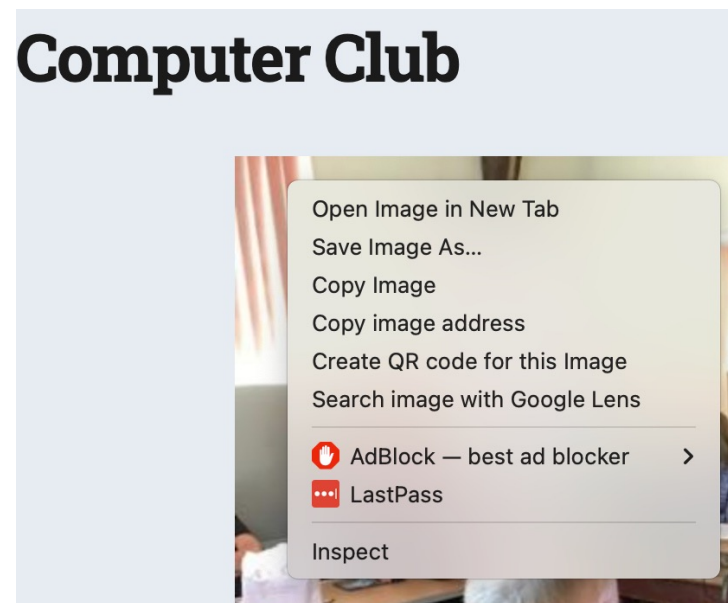 Computer Club
Open Image in New Tab
Save Image As...
Copy Image
Copy image address
Create QR code for this Image
Search image with Google Lens
AdBlock — best ad blocker
LastPass
Inspect